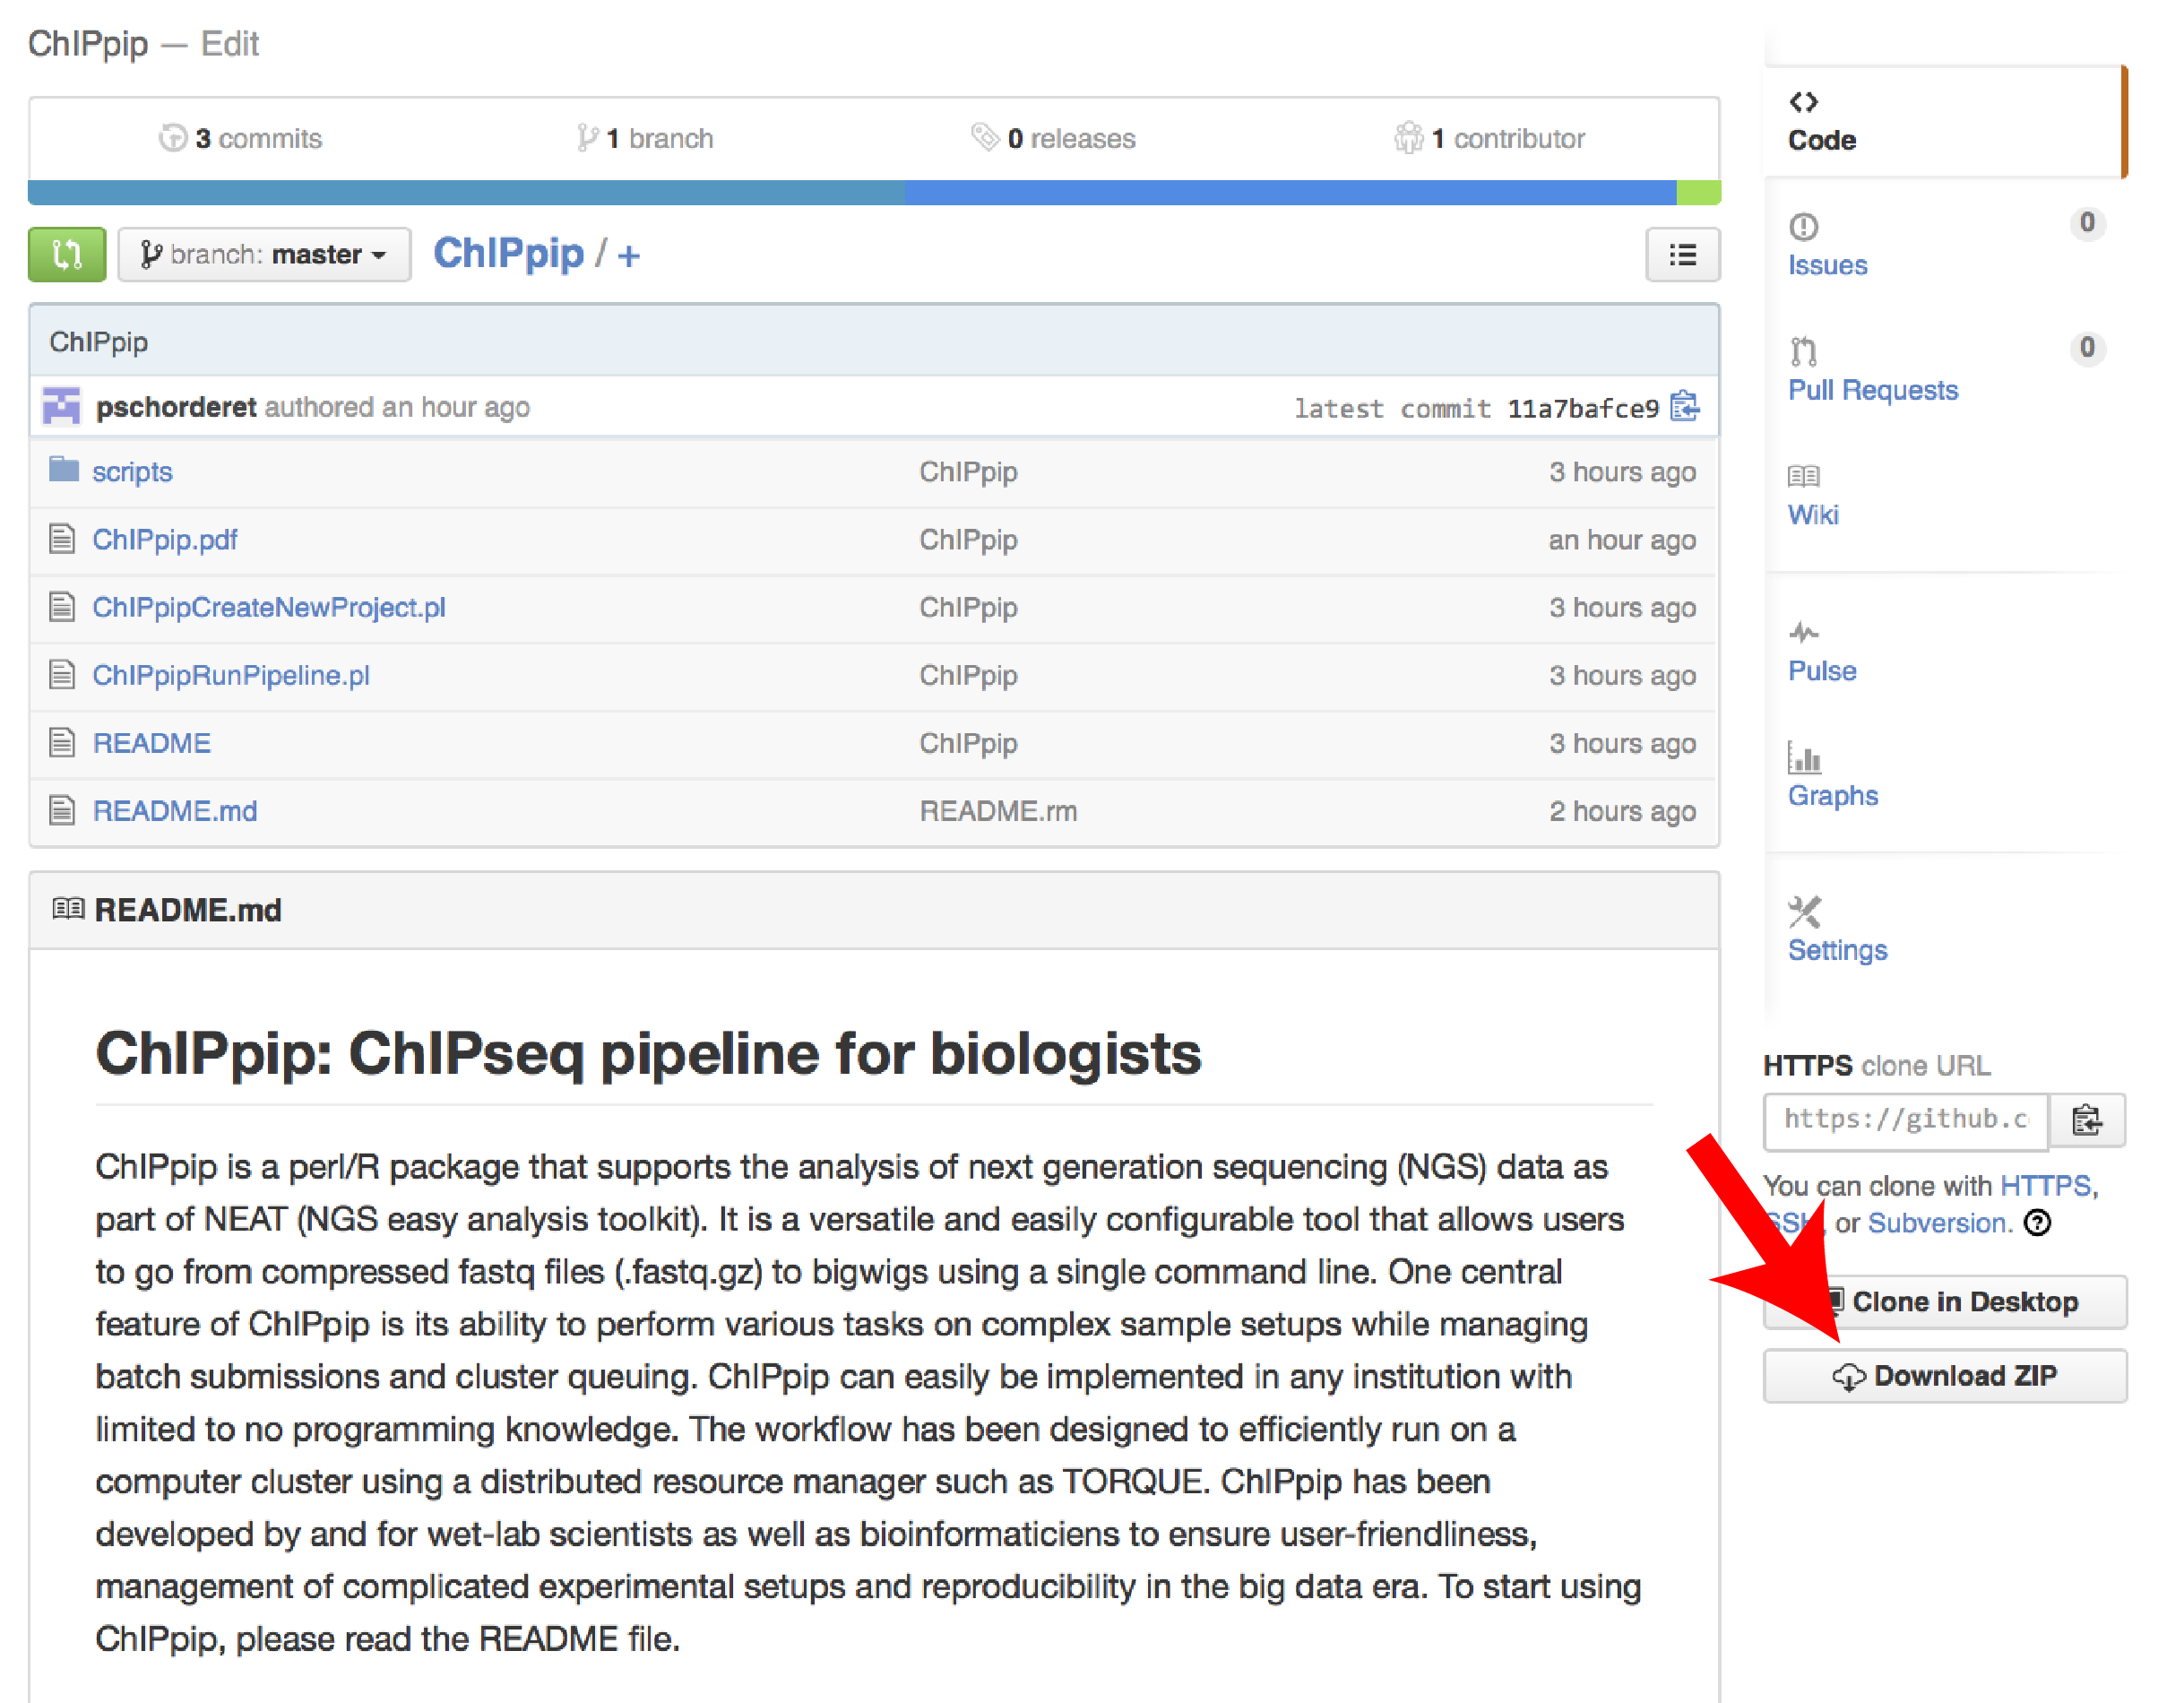 ChIPpip — Edit
3 commits
1 branch
0 releases
1 contributor
branch: master
ChIPpip / +
ChIPpip
pschorderet authored an hour ago
latest commit 11a7bafce9
scripts ChIPpip 3 hours ago
ChIPpip.pdf ChIPpip an hour ago
ChIPpipCreateNewProject.pl ChIPpip 3 hours ago
ChIPpipRunPipeline.pl ChIPpip 3 hours ago
README ChIPpip 3 hours ago
README.md README.rm 2 hours ago
README.md
ChIPpip: ChIPseq pipeline for biologists
ChIPpip is a perl/R package that supports the analysis of next generation sequencing (NGS) data as
part of NEAT (NGS easy analysis toolkit). It is a versatile and easily configurable tool that allows users
to go from compressed fastq files (.fastq.gz) to bigwigs using a single command line. One central
feature of ChIPpip is its ability to perform various tasks on complex sample setups while managing
batch submissions and cluster queuing. ChIPpip can easily be implemented in any institution with
limited to no programming knowledge. The workflow has been designed to efficiently run on a
computer cluster using a distributed resource manager such as TORQUE. ChIPpip has been
developed by and for wet-lab scientists as well as bioinformaticiens to ensure user-friendliness,
management of complicated experimental setups and reproducibility in the big data era. To start using
ChIPpip, please read the README file.
Code
Issues 0
Pull Requests 0
Wiki
Pulse
Graphs
Settings
HTTPS clone URL
https://github.c
You can clone with HTTPS,
SSH, or Subversion.
Clone in Desktop
Download ZIP